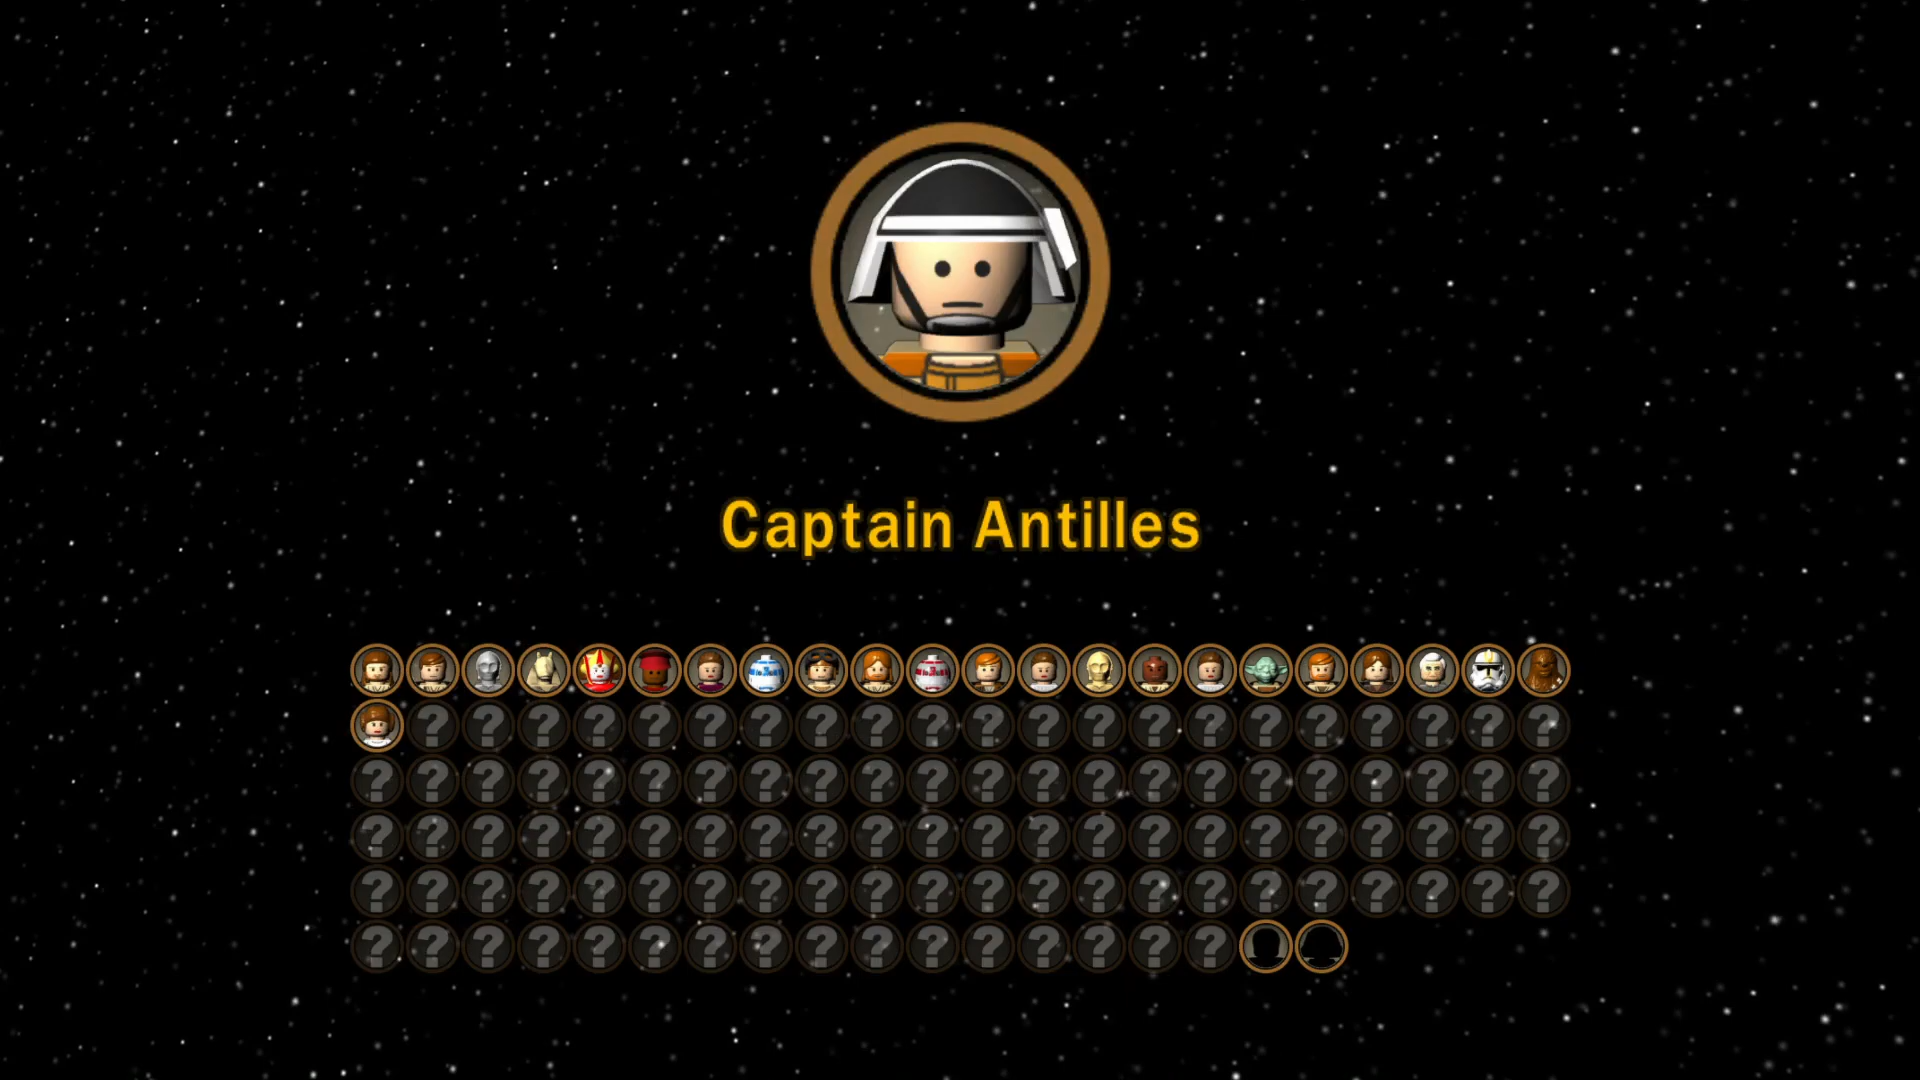 Captain Antilles
? ? ? ? ? ? ? ? ? ? ? ? ? ? ? ? ? ? ? ? ?
? ? ? ? ? ? ? ? ? ? ? ? ? ? ? ? ? ? ? ? ? ?
? ? ? ? ? ? ? ? ? ? ? ? ? ? ? ? ? ? ? ? ? ?
? ? ? ? ? ? ? ? ? ? ? ? ? ? ? ? ? ? ? ? ? ?
? ? ? ? ? ? ? ? ? ? ? ? ? ? ? ?